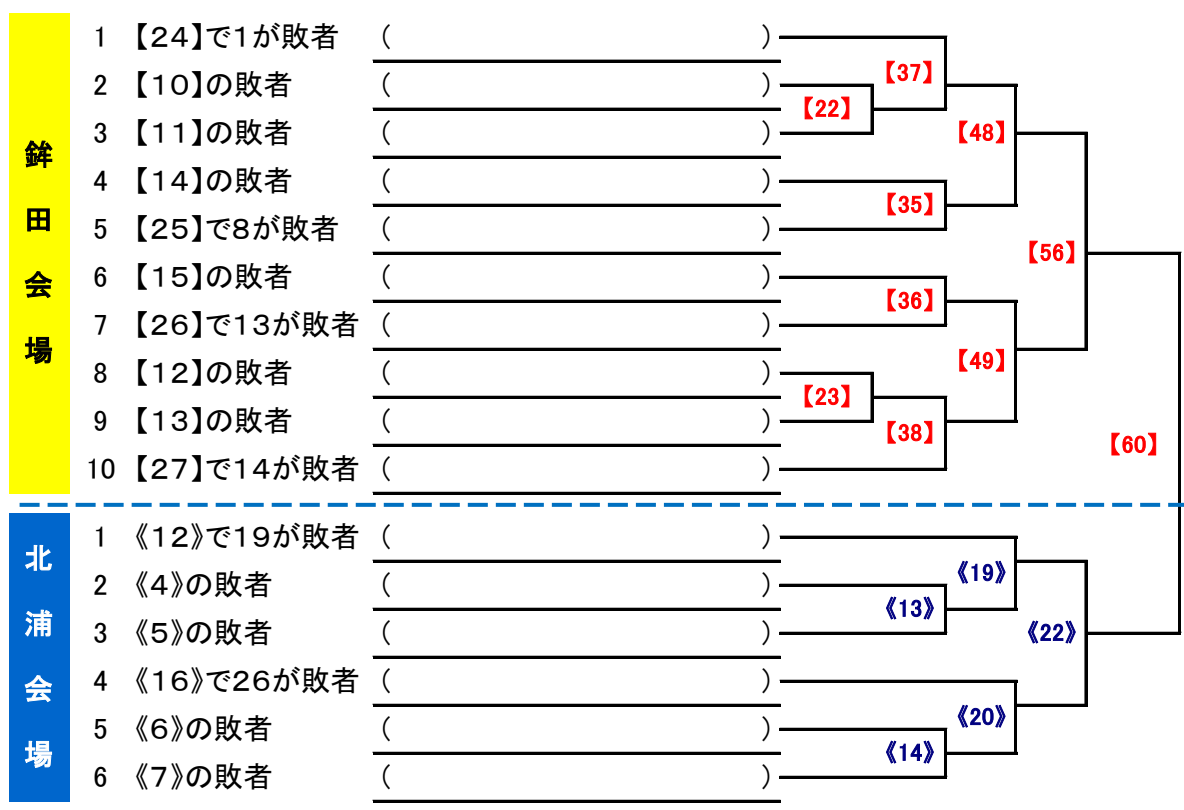 鉾田会場
1 【24】で1が敗者 ( )
【37】
2 【10】の敗者 ( )
【22】
3 【11】の敗者 ( )
【48】
4 【14】の敗者 ( )
【35】
5 【25】で8が敗者 ( )
【56】
6 【15】の敗者 ( )
【36】
7 【26】で13が敗者 ( )
【49】
8 【12】の敗者 ( )
【23】
9 【13】の敗者 ( )
【38】
【60】
10 【27】で14が敗者 ( )
北浦会場
1 《12》で19が敗者 ( )
《19》
2 《4》の敗者 ( )
《13》
3 《5》の敗者 ( )
《22》
4 《16》で26が敗者 ( )
《20》
5 《6》の敗者 ( )
《14》
6 《7》の敗者 ( )